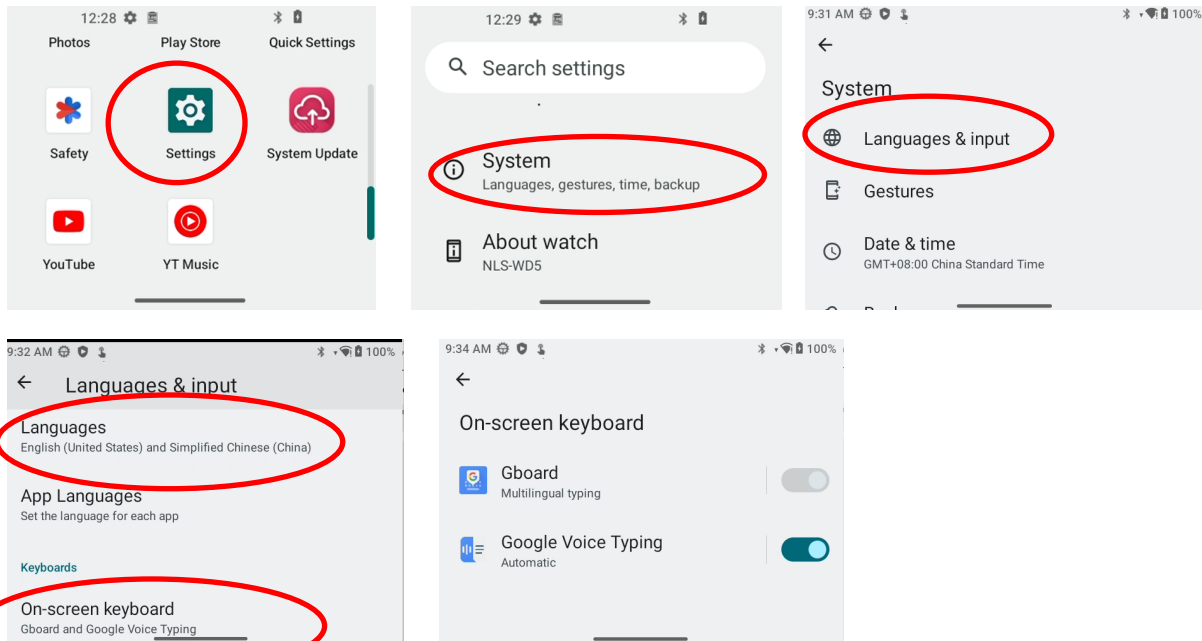 12:28
Photos Play Store Quick Settings
Safety Settings System Update
YouTube YT Music
12:29
Search settings
System
Languages, gestures, time, backup
About watch
NLS-WD5
9:31 AM 100%
System
Languages & input
Gestures
Date & time
GMT+08:00 China Standard Time
9:32 AM 100%
Languages & input
Languages
English (United States) and Simplified Chinese (China)
App Languages
Set the language for each app
Keyboards
On-screen keyboard
Gboard and Google Voice Typing
9:34 AM 100%
On-screen keyboard
Gboard
Multilingual typing
Google Voice Typing
Automatic